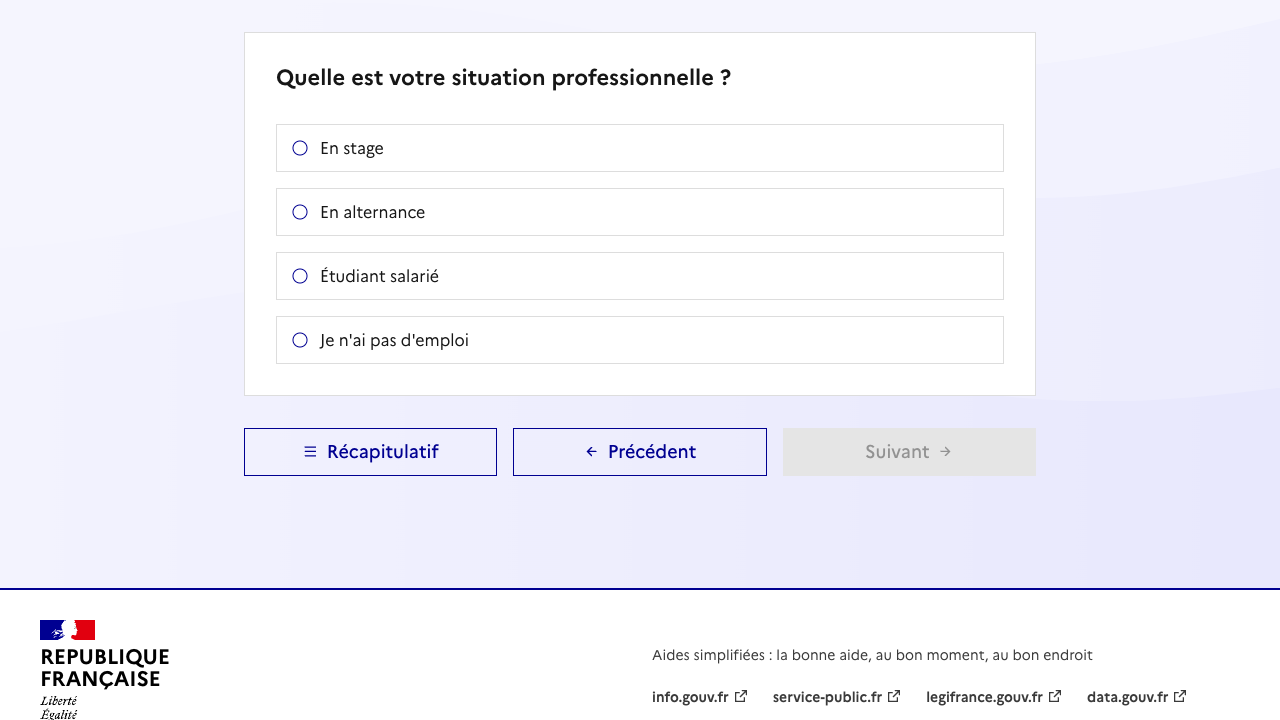 Quelle est votre situation professionnelle ?
En stage
En alternance
Étudiant salarié
Je n'ai pas d'emploi
Récapitulatif
Précédent
Suivant
REPUBLIQUE
FRANÇAISE
Liberté
Égalité
Aides simplifiées : la bonne aide, au bon moment, au bon endroit
info.gouv.fr service-public.fr legifrance.gouv.fr data.gouv.fr